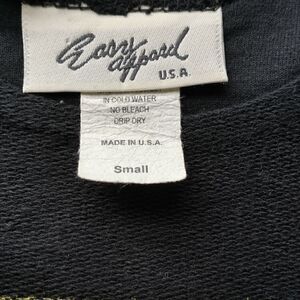 Easy
apparel
U.S.A.
IN COLD WATER
NO BLEACH
DRIP DRY
MADE IN U.S.A.
Small